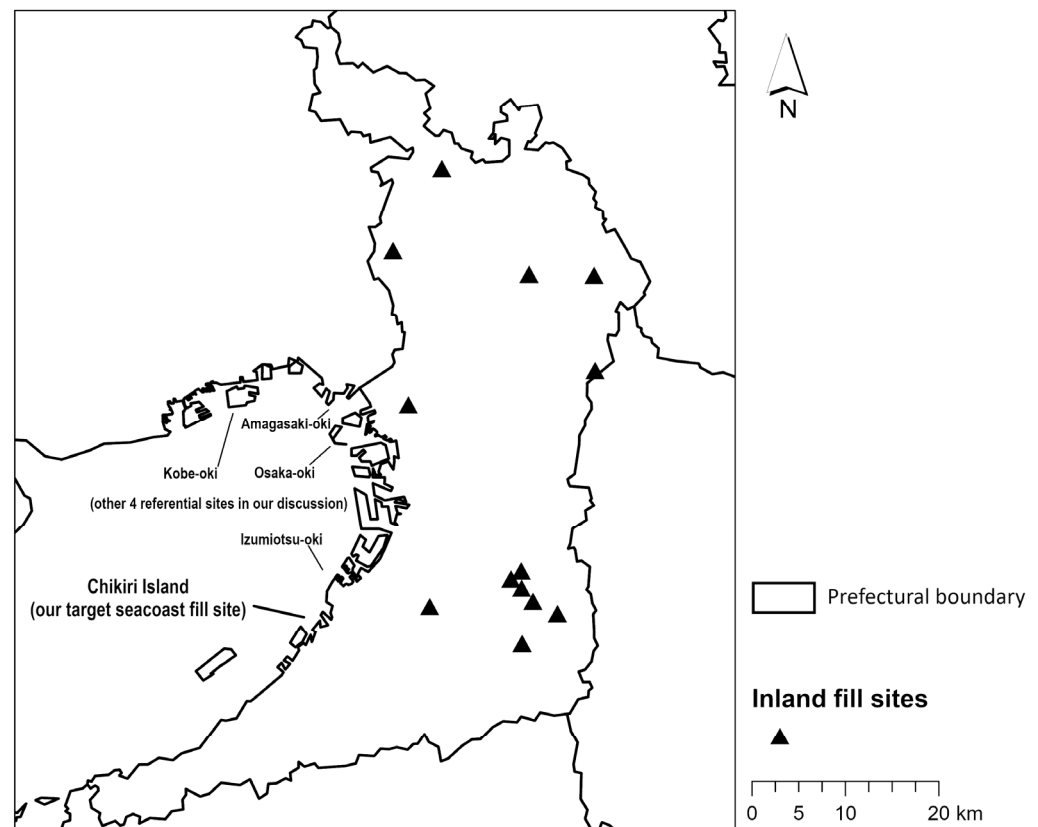 N
Amagasaki-oki
Kobe-oki
Osaka-oki
(other 4 referential sites in our discussion)
Izumiotsu-oki
Chikiri Island
(our target seacoast fill site)
Prefectural boundary
Inland fill sites
0 5 10 20 km